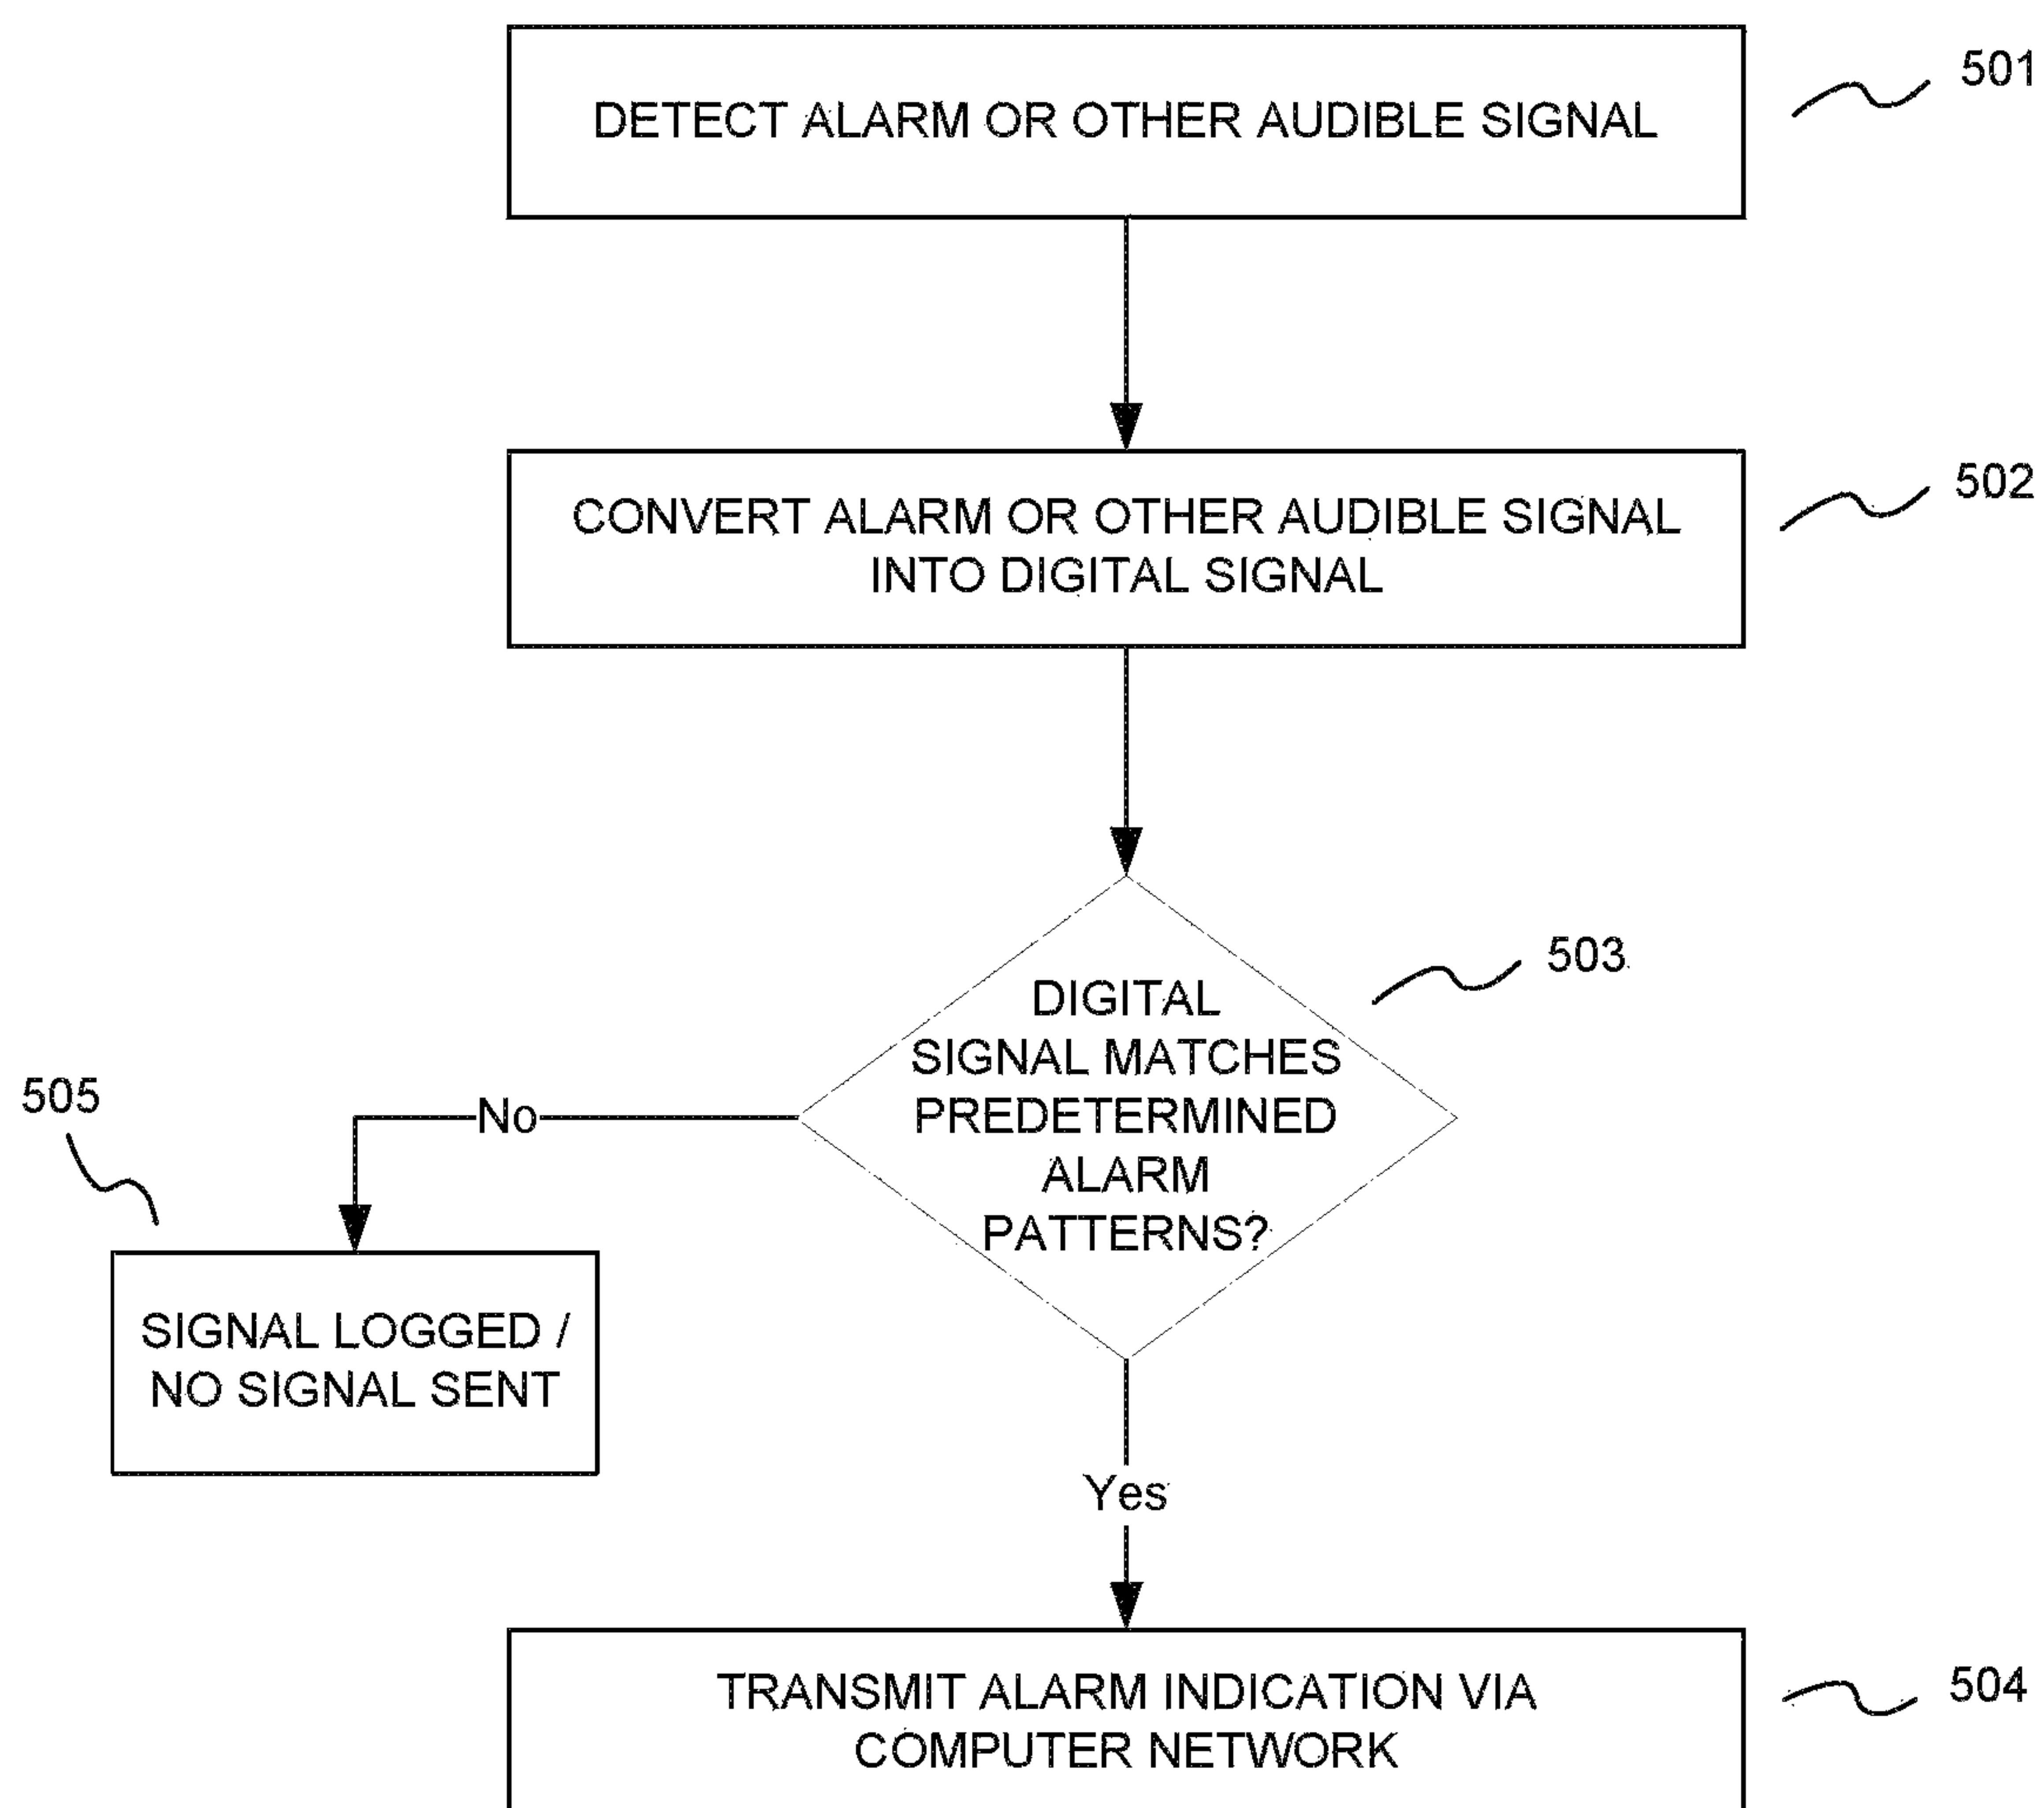 DETECT ALARM OR OTHER AUDIBLE SIGNAL
501
CONVERT ALARM OR OTHER AUDIBLE SIGNAL
INTO DIGITAL SIGNAL
502
DIGITAL
SIGNAL MATCHES
PREDETERMINED
ALARM
PATTERNS?
503
No
505
SIGNAL LOGGED /
NO SIGNAL SENT
Yes
TRANSMIT ALARM INDICATION VIA
COMPUTER NETWORK
504